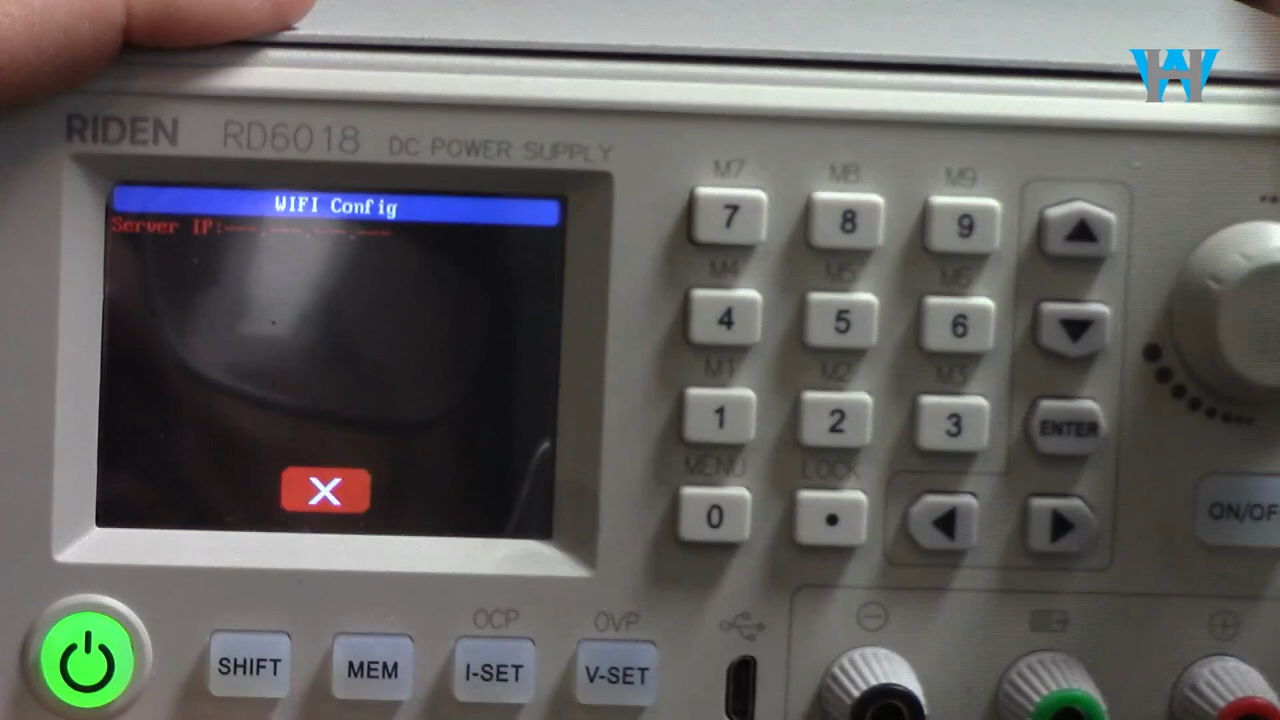 RIDEN RD6018 DC POWER SUPPLY
WIFI Config
Server IP:---.---.---.---
X
M7 M8 M9
7 8 9
M4 M5 M6
4 5 6
M1 M2 M3
1 2 3
ENTER
MENU LOCK
0 •
ON/OF
OCP OVP
SHIFT MEM I-SET V-SET